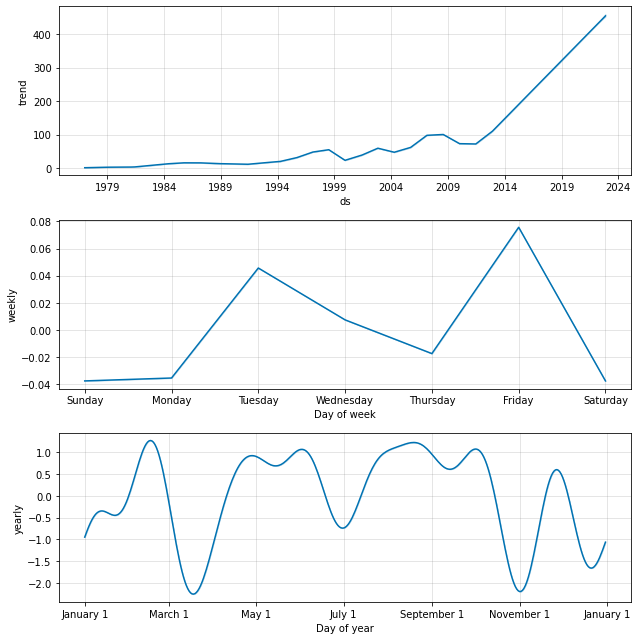 400
300
200
100
0
trend
1979 1984 1989 1994 1999 2004 2009 2014 2019 2024
ds
0.08
0.06
0.04
0.02
0.00
−0.02
−0.04
weekly
Sunday Monday Tuesday Wednesday Thursday Friday Saturday
Day of week
1.0
0.5
0.0
−0.5
−1.0
−1.5
−2.0
yearly
January 1 March 1 May 1 July 1 September 1 November 1 January 1
Day of year